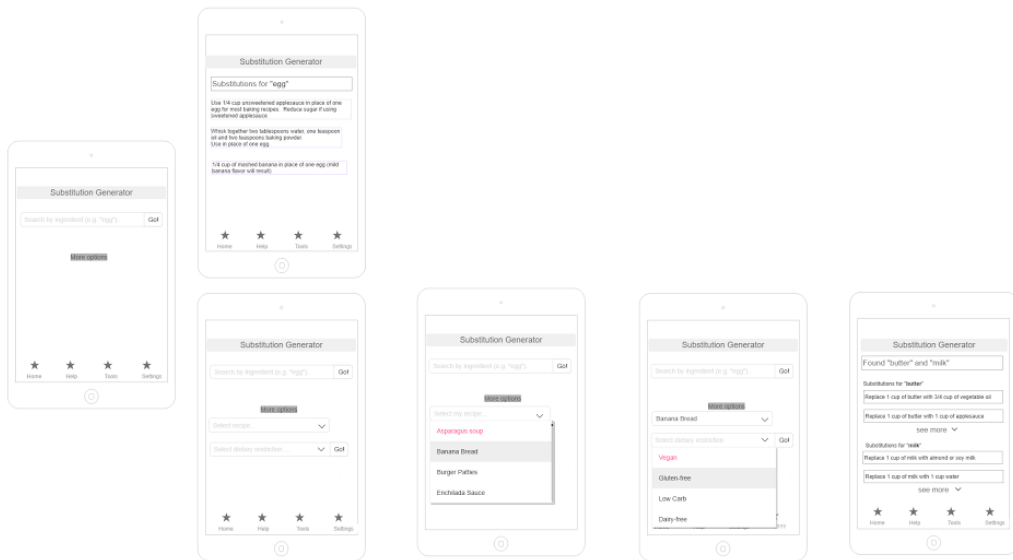 Substitution Generator
Search by ingredient (e.g. "egg")..
Go!
More options
Home Help Tools Settings
Substitution Generator
Substitutions for "egg"
Use 1/4 cup unsweetened applesauce in place of one
egg for most baking recipes. Reduce sugar if using
sweetened applesauce
Whisk together two tablespoons water, one teaspoon
oil and two teaspoons baking powder.
Use in place of one egg.
1/4 cup of mashed banana in place of one egg (mild
banana flavor will result)
Home Help Tools Settings
Substitution Generator
Search by ingredient (e.g. "egg")..
Go!
More options
Select recipe...
Select dietary restriction....
Go!
Home Help Tools Settings
Substitution Generator
Search by ingredient (e.g. "egg")..
Go!
More options
Select my recipe...
Asparagus soup
Banana Bread
Burger Patties
Enchilada Sauce
Substitution Generator
Search by ingredient (e.g. "egg")..
Go!
More options
Banana Bread
Select dietary restriction
Go!
Vegan
Gluten-free
Low Carb
Dairy-free
Substitution Generator
Found "butter" and "milk"
Substitutions for "butter"
Replace 1 cup of butter with 3/4 cup of vegetable oil
Replace 1 cup of butter with 1 cup of applesauce
see more
Substitutions for "milk"
Replace 1 cup of milk with almond or soy milk
Replace 1 cup of milk with 1 cup water
see more
Home Help Tools Settings